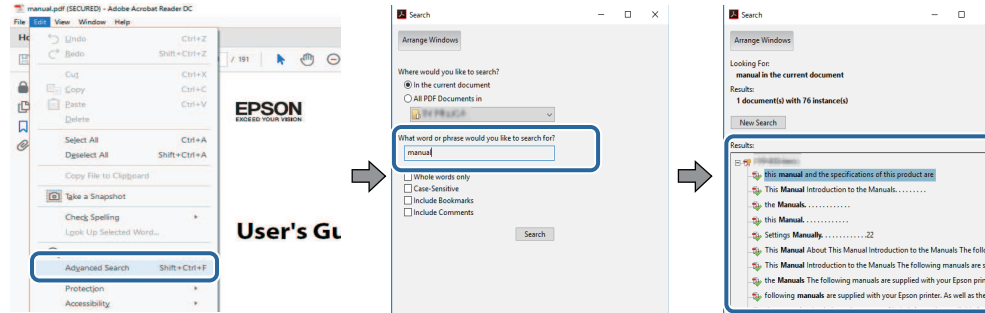 manual.pdf (SECURED) - Adobe Acrobat Reader DC
File Edit View Window Help
Undo Ctrl+Z
Redo Shift+Ctrl+Z
/ 191
Cut Ctrl+X
Copy Ctrl+C
Paste Ctrl+V
Delete
Select All Ctrl+A
Deselect All Shift+Ctrl+A
Copy File to Clipboard
Take a Snapshot
Check Spelling
Look Up Selected Word...
Advanced Search Shift+Ctrl+F
Protection
Accessibility
EPSON
EXCEED YOUR VISION
User's Gu
Search
Arrange Windows
Where would you like to search?
In the current document
All PDF Documents in
What word or phrase would you like to search for?
manual
Whole words only
Case-Sensitive
Include Bookmarks
Include Comments
Search
Search
Arrange Windows
Looking For:
manual in the current document
Results:
1 document(s) with 76 instance(s)
New Search
Results:
this manual and the specifications of this product are
This Manual Introduction to the Manuals. . . . . . . . .
the Manuals. . . . . . . . . . . .
this Manual. . . . . . . . . . . .
Settings Manually. . . . . . . . . . . .22
This Manual About This Manual Introduction to the Manuals The follo
This Manual Introduction to the Manuals The following manuals are s
the Manuals The following manuals are supplied with your Epson prin
following manuals are supplied with your Epson printer. As well as the